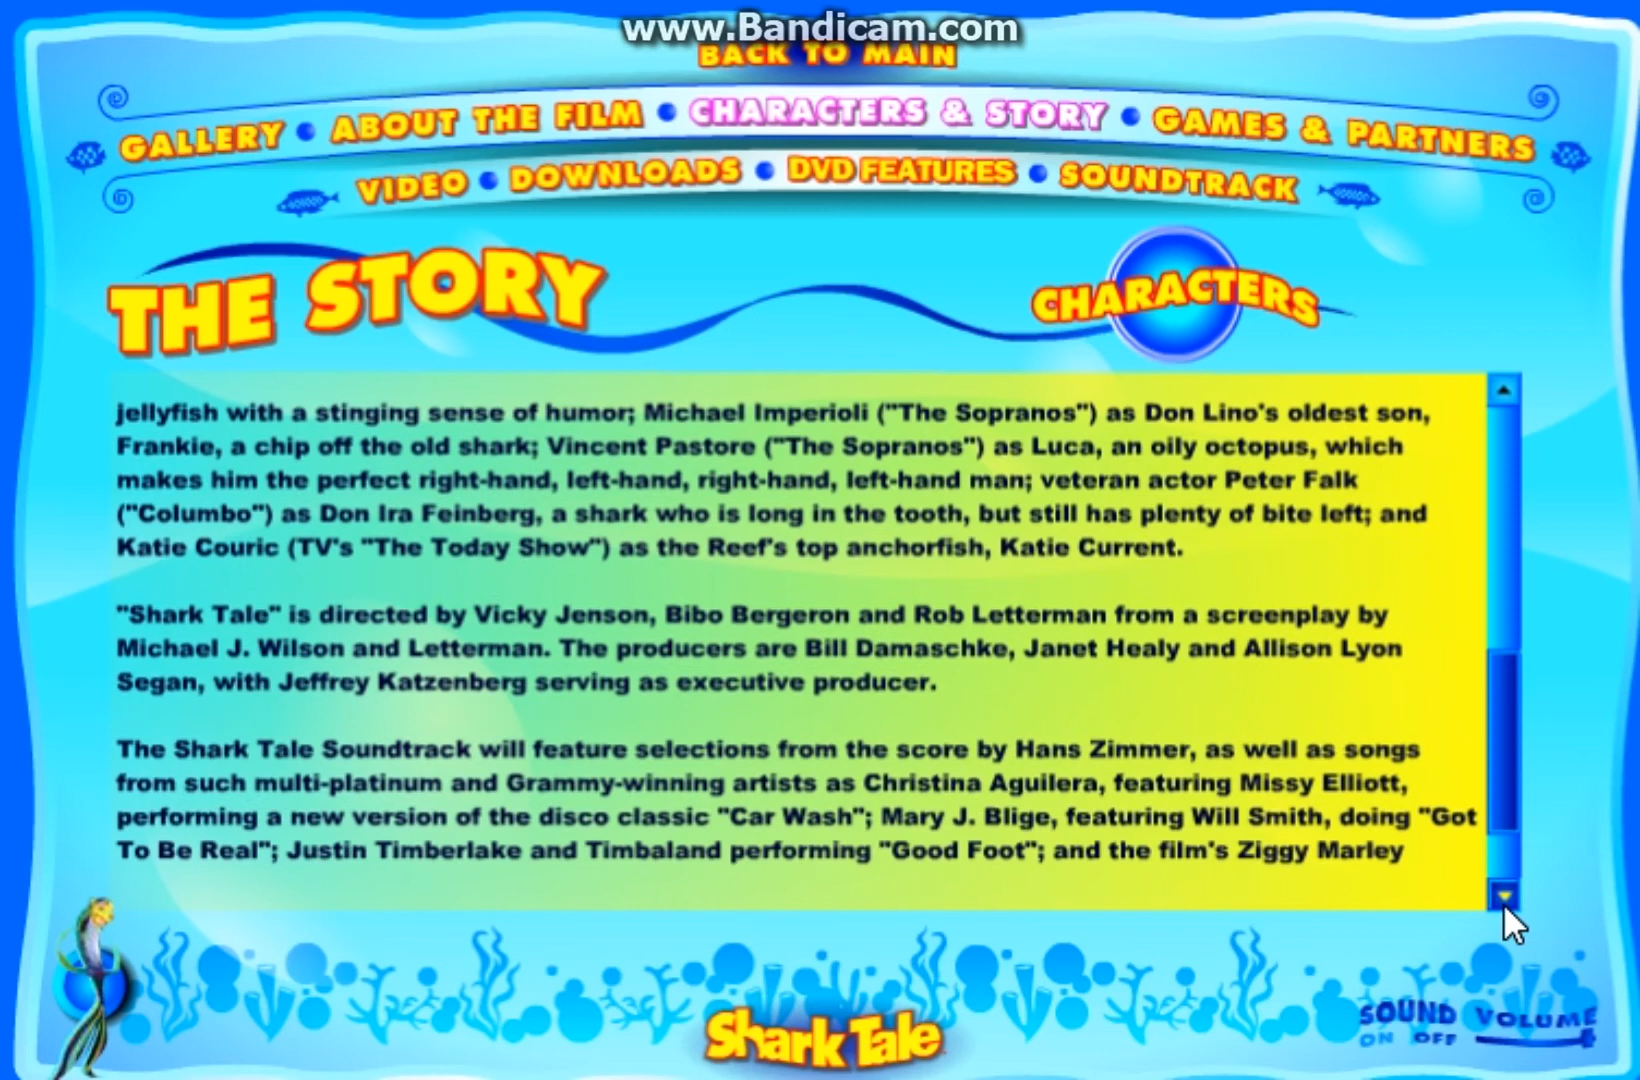 www.Bandicam.com
BACK TO MAIN
GALLERY • ABOUT THE FILM • CHARACTERS & STORY • GAMES & PARTNERS
VIDEO • DOWNLOADS • DVD FEATURES • SOUNDTRACK
THE STORY
CHARACTERS
jellyfish with a stinging sense of humor; Michael Imperioli ("The Sopranos") as Don Lino's oldest son,
Frankie, a chip off the old shark; Vincent Pastore ("The Sopranos") as Luca, an oily octopus, which
makes him the perfect right-hand, left-hand, right-hand, left-hand man; veteran actor Peter Falk
("Columbo") as Don Ira Feinberg, a shark who is long in the tooth, but still has plenty of bite left; and
Katie Couric (TV's "The Today Show") as the Reef's top anchorfish, Katie Current.
"Shark Tale" is directed by Vicky Jenson, Bibo Bergeron and Rob Letterman from a screenplay by
Michael J. Wilson and Letterman. The producers are Bill Damaschke, Janet Healy and Allison Lyon
Segan, with Jeffrey Katzenberg serving as executive producer.
The Shark Tale Soundtrack will feature selections from the score by Hans Zimmer, as well as songs
from such multi-platinum and Grammy-winning artists as Christina Aguilera, featuring Missy Elliott,
performing a new version of the disco classic "Car Wash"; Mary J. Blige, featuring Will Smith, doing "Got
To Be Real"; Justin Timberlake and Timbaland performing "Good Foot"; and the film's Ziggy Marley
Shark Tale
SOUND VOLUME
ON OFF